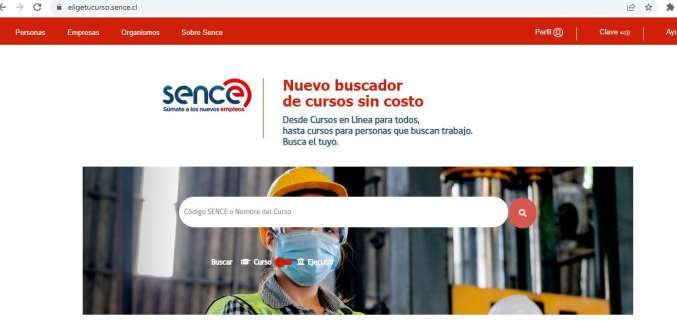 eligetucurso.sence.cl
Personas Empresas Organismos Sobre Sence Perfil Clave Ayu
sence
Súmate a los nuevos empleos
Nuevo buscador
de cursos sin costo
Desde Cursos en Línea para todos,
hasta cursos para personas que buscan trabajo.
Busca el tuyo.
Código SENCE o Nombre del Curso
Buscar Curso Ejecutor